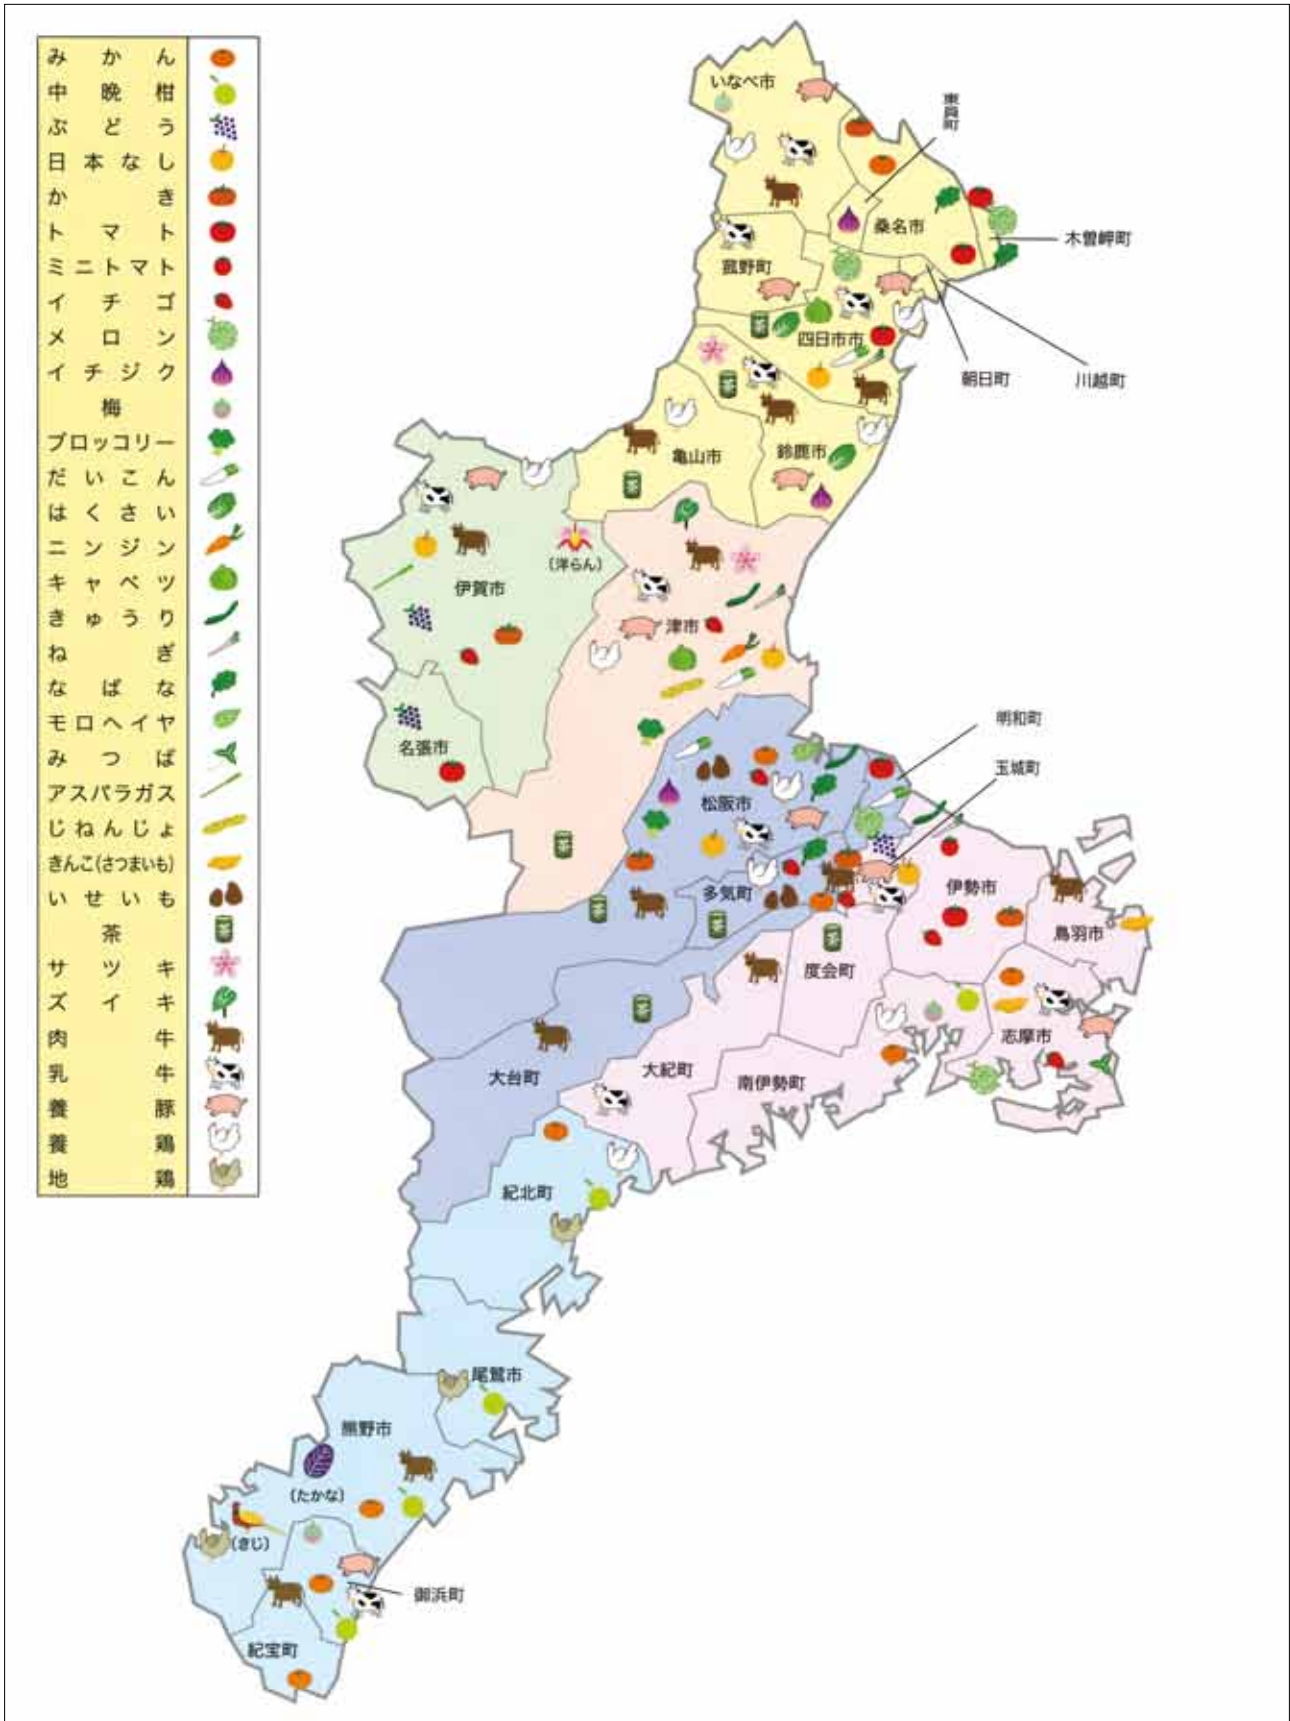 みかん
中晩柑
ぶどう
日本なし
かき
トマト
ミニトマト
イチゴ
メロン
イチジク
梅
ブロッコリー
だいこん
はくさい
ニンジン
キャベツ
きゅうり
ねぎ
なばな
モロヘイヤ
みつば
アスパラガス
じねんじょ
きんこ(さつまいも)
いせいも
茶
サツキ
ズイキ
肉牛
乳牛
養豚
養鶏
地鶏
いなべ市
東員町
桑名市
木曽岬町
菰野町
茶
四日市市
朝日町
川越町
茶
亀山市
鈴鹿市
茶
(洋らん)
伊賀市
津市
名張市
明和町
玉城町
松阪市
茶
多気町
伊勢市
茶
茶
茶
鳥羽市
度会町
茶
志摩市
大台町
大紀町
南伊勢町
紀北町
尾鷲市
熊野市
(たかな)
(きじ)
御浜町
紀宝町
茶